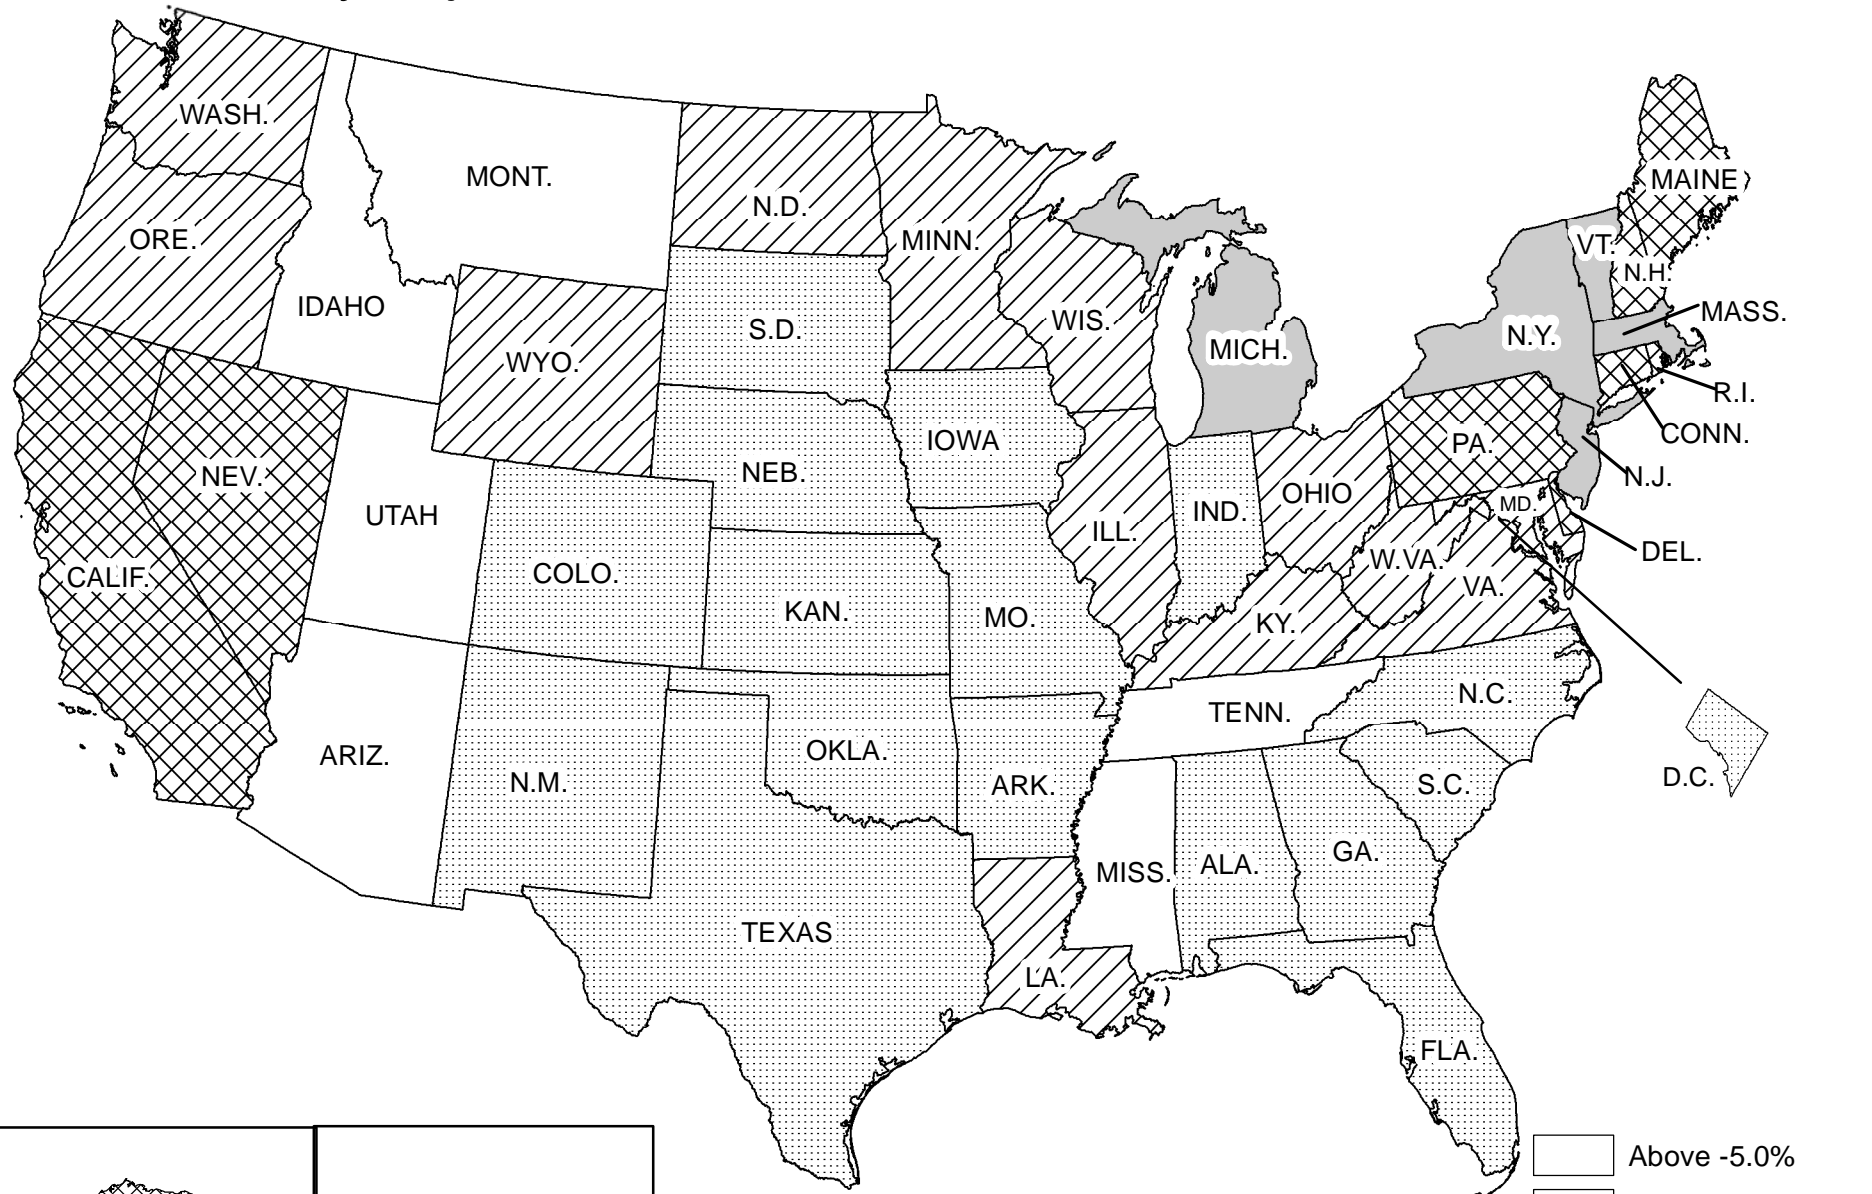 WASH.
MONT.
N.D.
MINN.
MAINE
ORE.
VT.
N.H.
IDAHO
MASS.
WIS.
S.D.
N.Y.
MICH.
WYO.
R.I.
CONN.
IOWA
PA.
NEV.
NEB.
N.J.
OHIO
MD.
UTAH
IND.
ILL.
DEL.
W.VA.
COLO.
CALIF.
VA.
KAN.
MO.
KY.
N.C.
TENN.
OKLA.
ARIZ.
D.C.
N.M.
ARK.
S.C.
GA.
ALA.
MISS.
TEXAS
LA.
FLA.
Above -5.0%